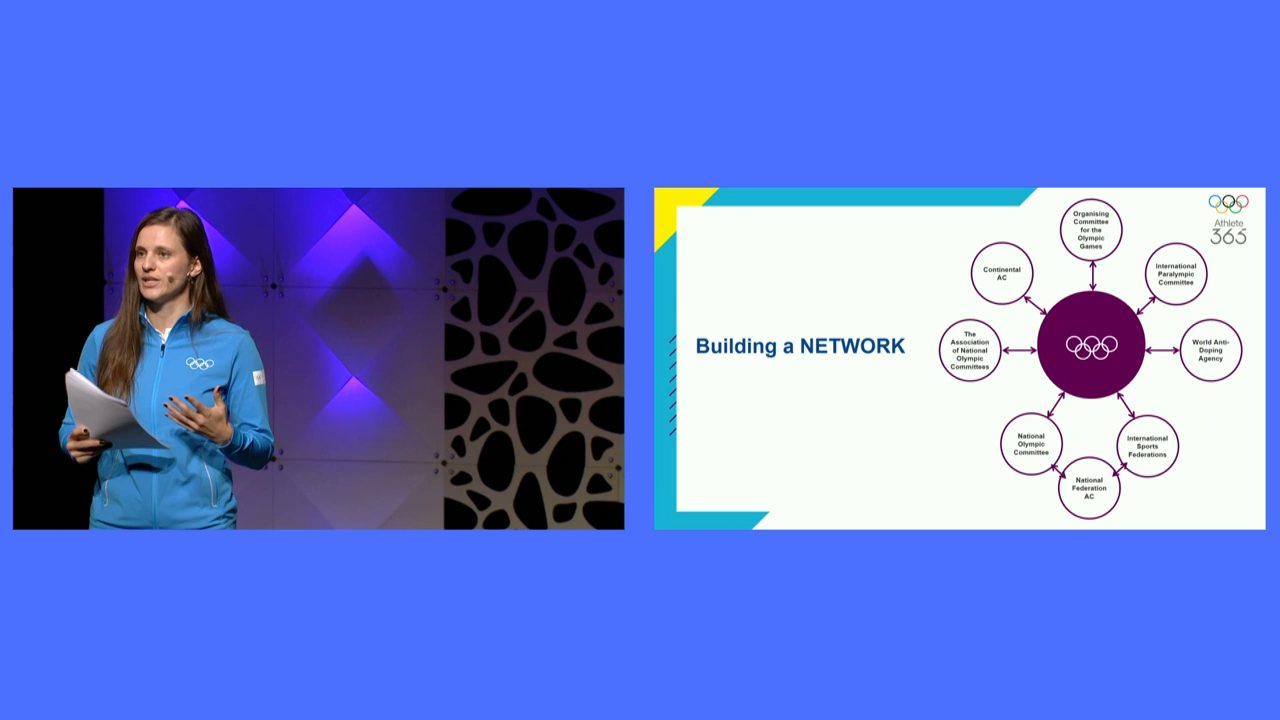 Building a NETWORK
Organising
Committee
for the
Olympic
Games
Athlete
365
Continental
AC
International
Paralympic
Committee
The
Association
of National
Olympic
Committees
World Anti-
Doping
Agency
National
Olympic
Committee
International
Sports
Federations
National
Federation
AC